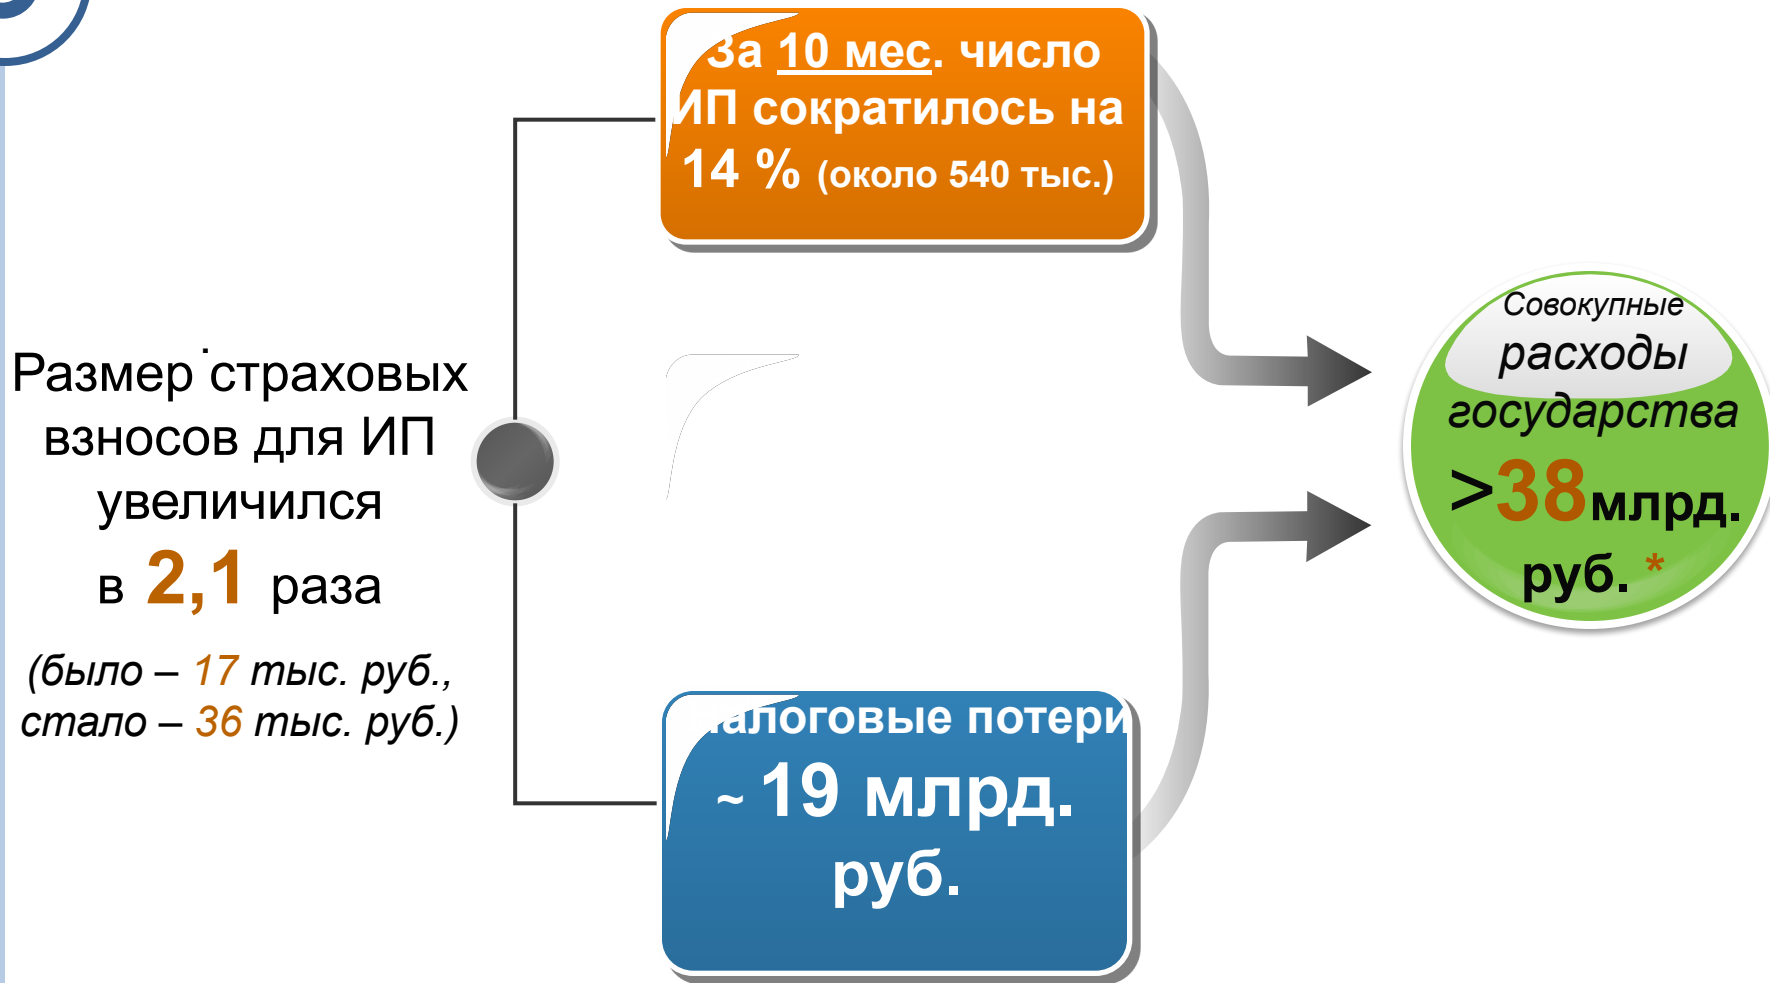 За 10 мес. число
ИП сократилось на
14 % (около 540 тыс.)
Размер страховых
взносов для ИП
увеличился
в 2,1 раза
(было – 17 тыс. руб.,
стало – 36 тыс. руб.)
Налоговые потери
~ 19 млрд.
руб.
Совокупные
расходы
государства
>38 млрд.
руб. *